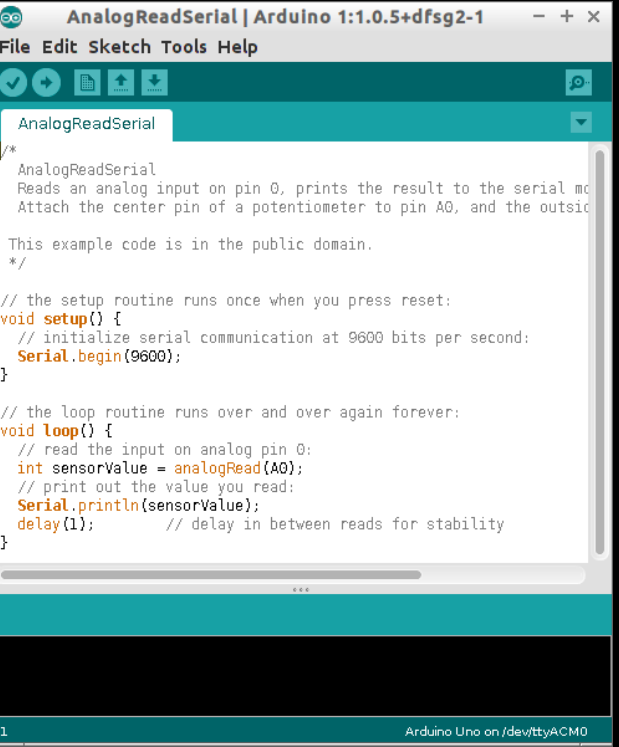 AnalogReadSerial | Arduino 1:1.0.5+dfsg2-1
File Edit Sketch Tools Help
AnalogReadSerial
/*
  AnalogReadSerial
  Reads an analog input on pin 0, prints the result to the serial mo
  Attach the center pin of a potentiometer to pin A0, and the outsid

 This example code is in the public domain.
 */

// the setup routine runs once when you press reset:
void setup() {
  // initialize serial communication at 9600 bits per second:
  Serial.begin(9600);
}

// the loop routine runs over and over again forever:
void loop() {
  // read the input on analog pin 0:
  int sensorValue = analogRead(A0);
  // print out the value you read:
  Serial.println(sensorValue);
  delay(1);        // delay in between reads for stability
}
1
Arduino Uno on /dev/ttyACM0